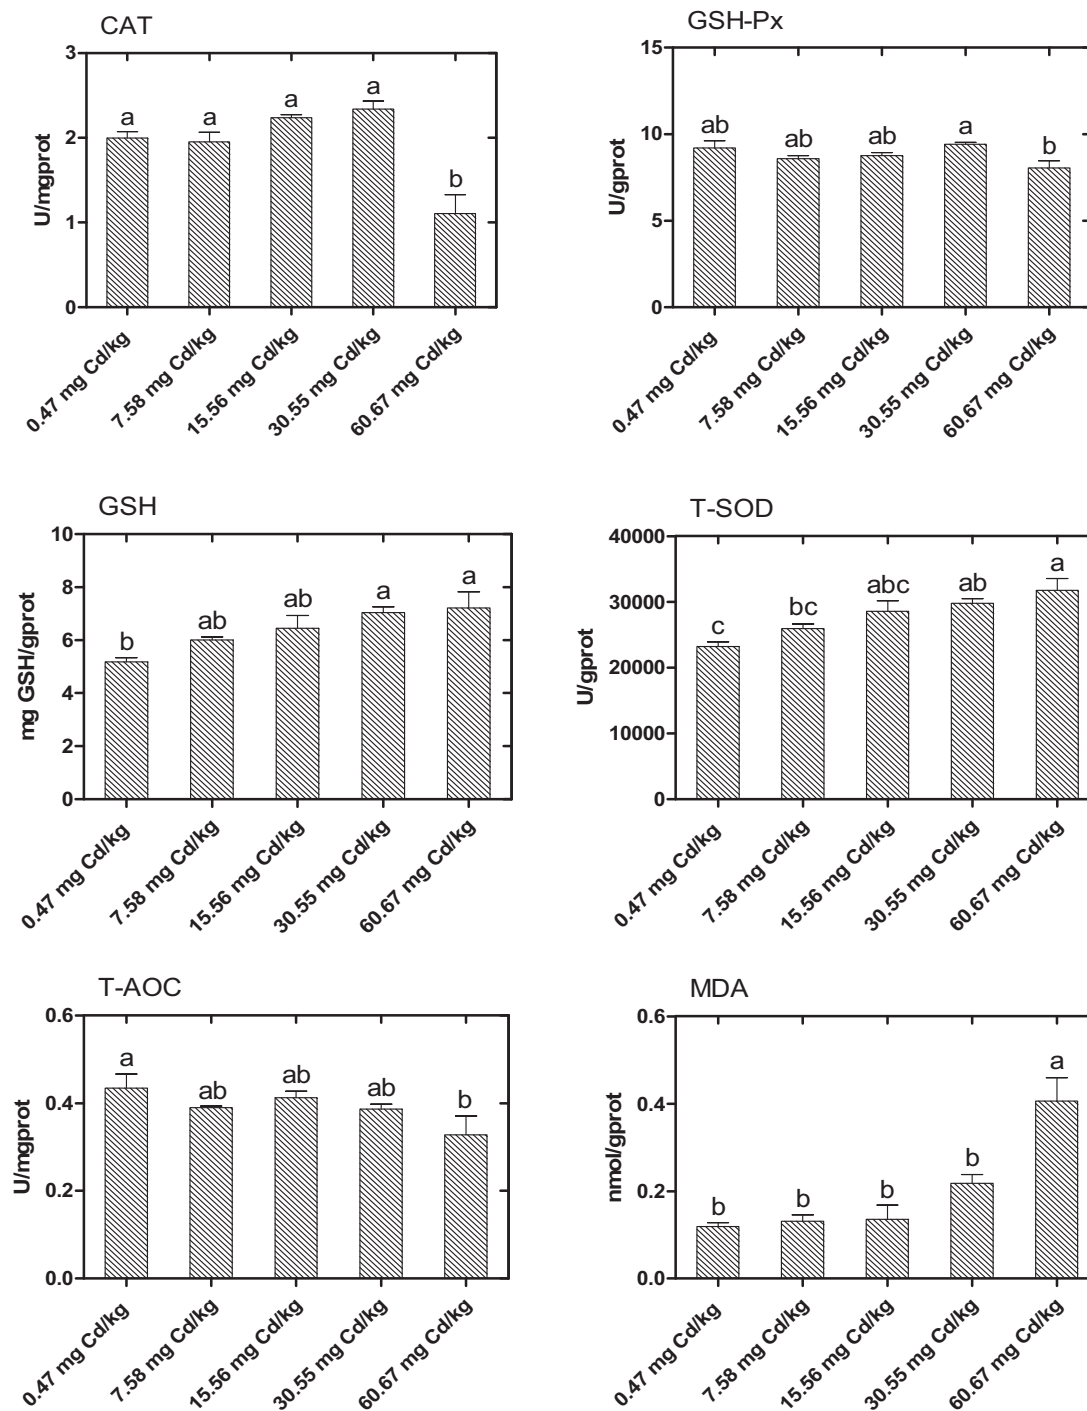 CAT
U/mgprot
3
2
1
0
a
a
a
a
b
0.47 mg Cd/kg
7.58 mg Cd/kg
15.56 mg Cd/kg
30.55 mg Cd/kg
60.67 mg Cd/kg
GSH-Px
U/gprot
15
10
5
0
ab
ab
ab
a
b
0.47 mg Cd/kg
7.58 mg Cd/kg
15.56 mg Cd/kg
30.55 mg Cd/kg
60.67 mg Cd/kg
GSH
mg GSH/gprot
10
8
6
4
2
0
b
ab
ab
a
a
0.47 mg Cd/kg
7.58 mg Cd/kg
15.56 mg Cd/kg
30.55 mg Cd/kg
60.67 mg Cd/kg
T-SOD
U/gprot
40000
30000
20000
10000
0
c
bc
abc
ab
a
0.47 mg Cd/kg
7.58 mg Cd/kg
15.56 mg Cd/kg
30.55 mg Cd/kg
60.67 mg Cd/kg
T-AOC
U/mgprot
0.6
0.4
0.2
0.0
a
ab
ab
ab
b
0.47 mg Cd/kg
7.58 mg Cd/kg
15.56 mg Cd/kg
30.55 mg Cd/kg
60.67 mg Cd/kg
MDA
nmol/gprot
0.6
0.4
0.2
0.0
b
b
b
b
a
0.47 mg Cd/kg
7.58 mg Cd/kg
15.56 mg Cd/kg
30.55 mg Cd/kg
60.67 mg Cd/kg